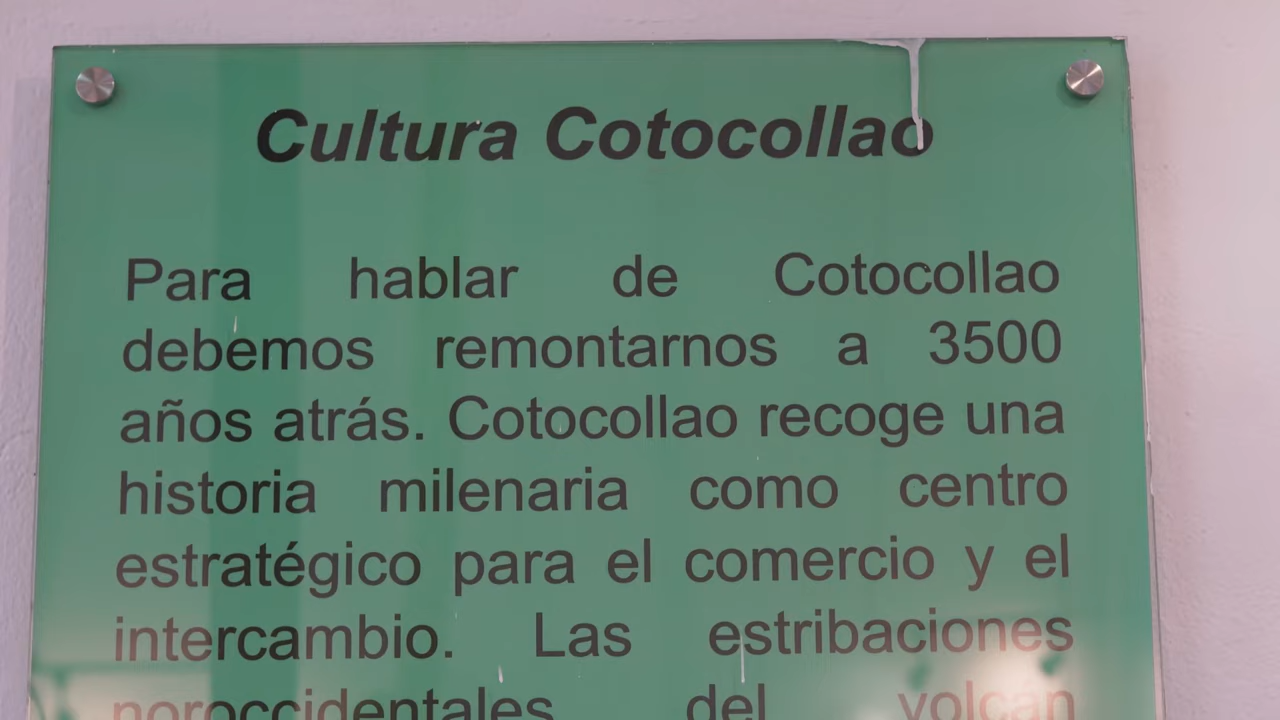 Cultura Cotocollao
Para hablar de Cotocollao
debemos remontarnos a 3500
años atrás. Cotocollao recoge una
historia milenaria como centro
estratégico para el comercio y el
intercambio. Las estribaciones
noroccidentales del volcán